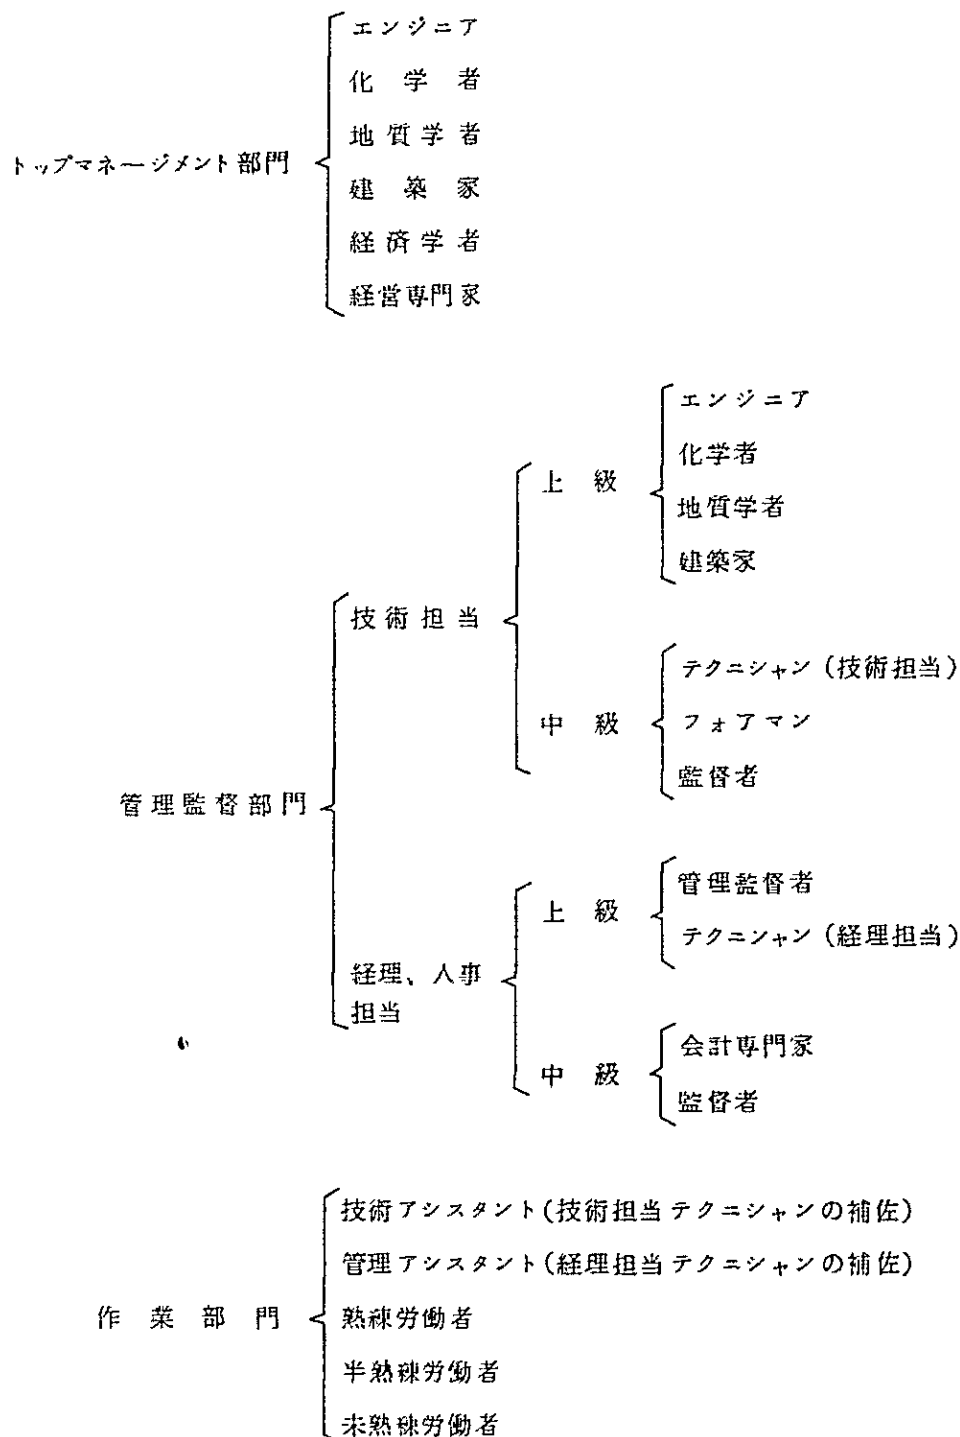 エンジニア
化学者
地質学者
トップマネージメント部門
建築家
経済学者
経営専門家
エンジニア
化学者
上級
地質学者
建築家
技術担当
テクニシャン（技術担当）
中級
フォアマン
監督者
管理監督部門
管理監督者
上級
テクニンャン（経理担当）
経理、人事
担当
会計専門家
中級
監督者
技術アシスタント（技術担当テクニシャンの補佐）
管理アシスタント（経理担当テクニシャンの補佐）
作業部門
熟練労働者
半熟練労働者
未熟練労働者